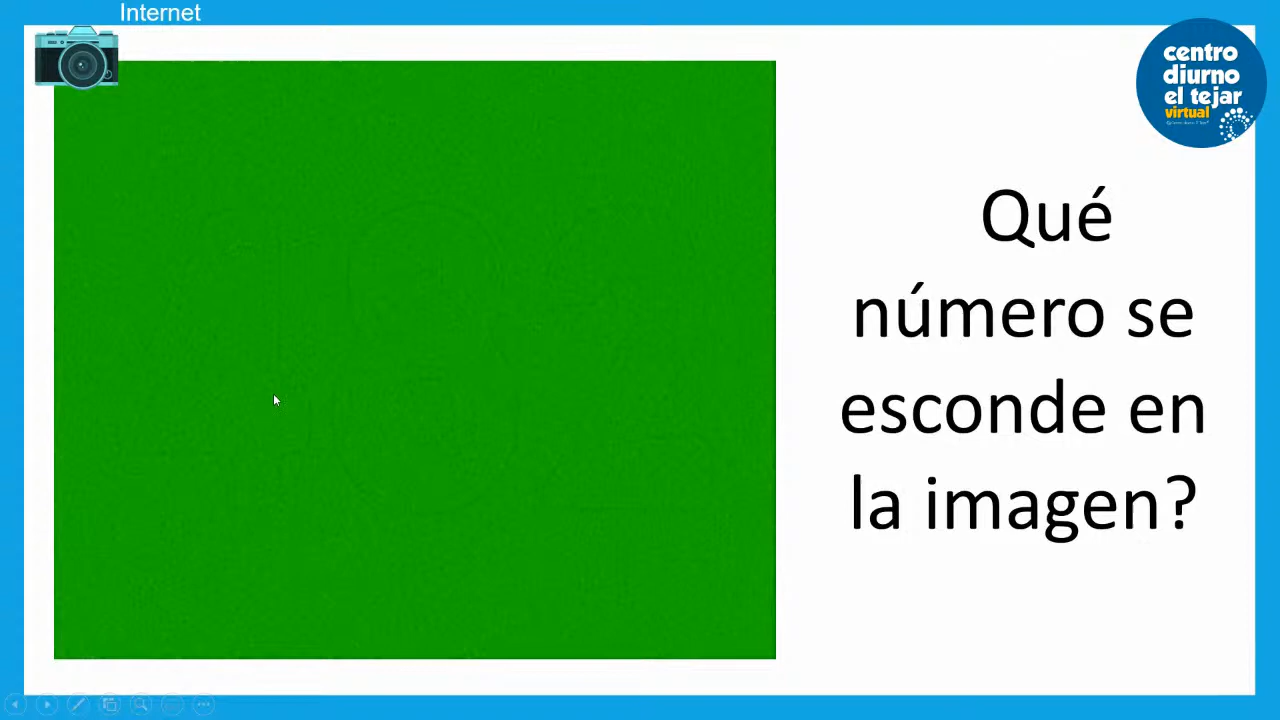 Internet
centro
diurno
el tejar
virtual
Qué
número se
esconde en
la imagen?